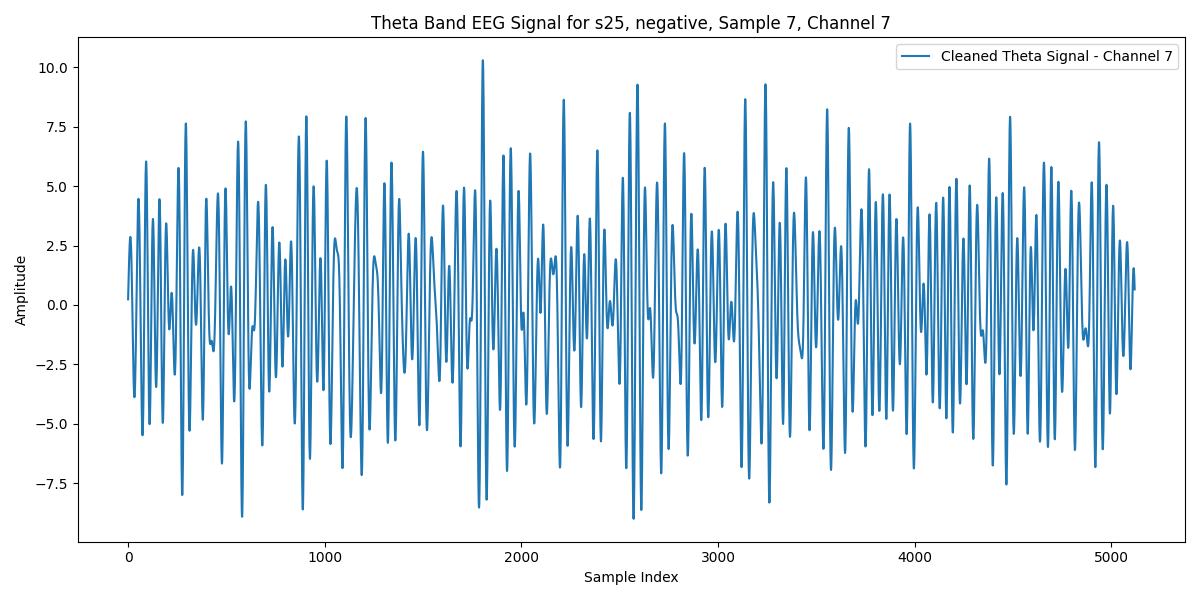 Theta Band EEG Signal for s25, negative, Sample 7, Channel 7
Cleaned Theta Signal - Channel 7
10.0
7.5
5.0
2.5
0.0
−2.5
−5.0
−7.5
Amplitude
0 1000 2000 3000 4000 5000
Sample Index